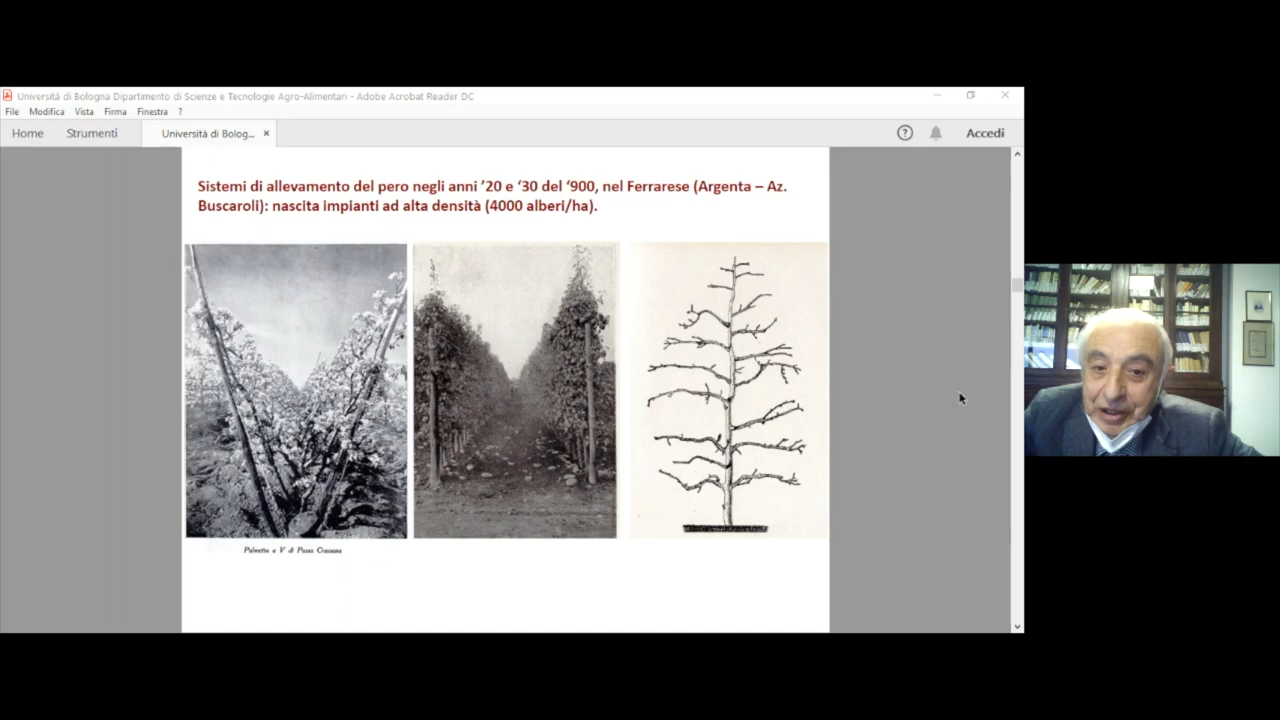 Università di Bologna Dipartimento di Scienze e Tecnologie Agro-Alimentari - Adobe Acrobat Reader DC
File Modifica Vista Firma Finestra ?
Home Strumenti Università di Bolog... × ? Accedi
Sistemi di allevamento del pero negli anni ’20 e ‘30 del ‘900, nel Ferrarese (Argenta – Az.
Buscaroli): nascita impianti ad alta densità (4000 alberi/ha).
Palmetta a V di Passa Crassana